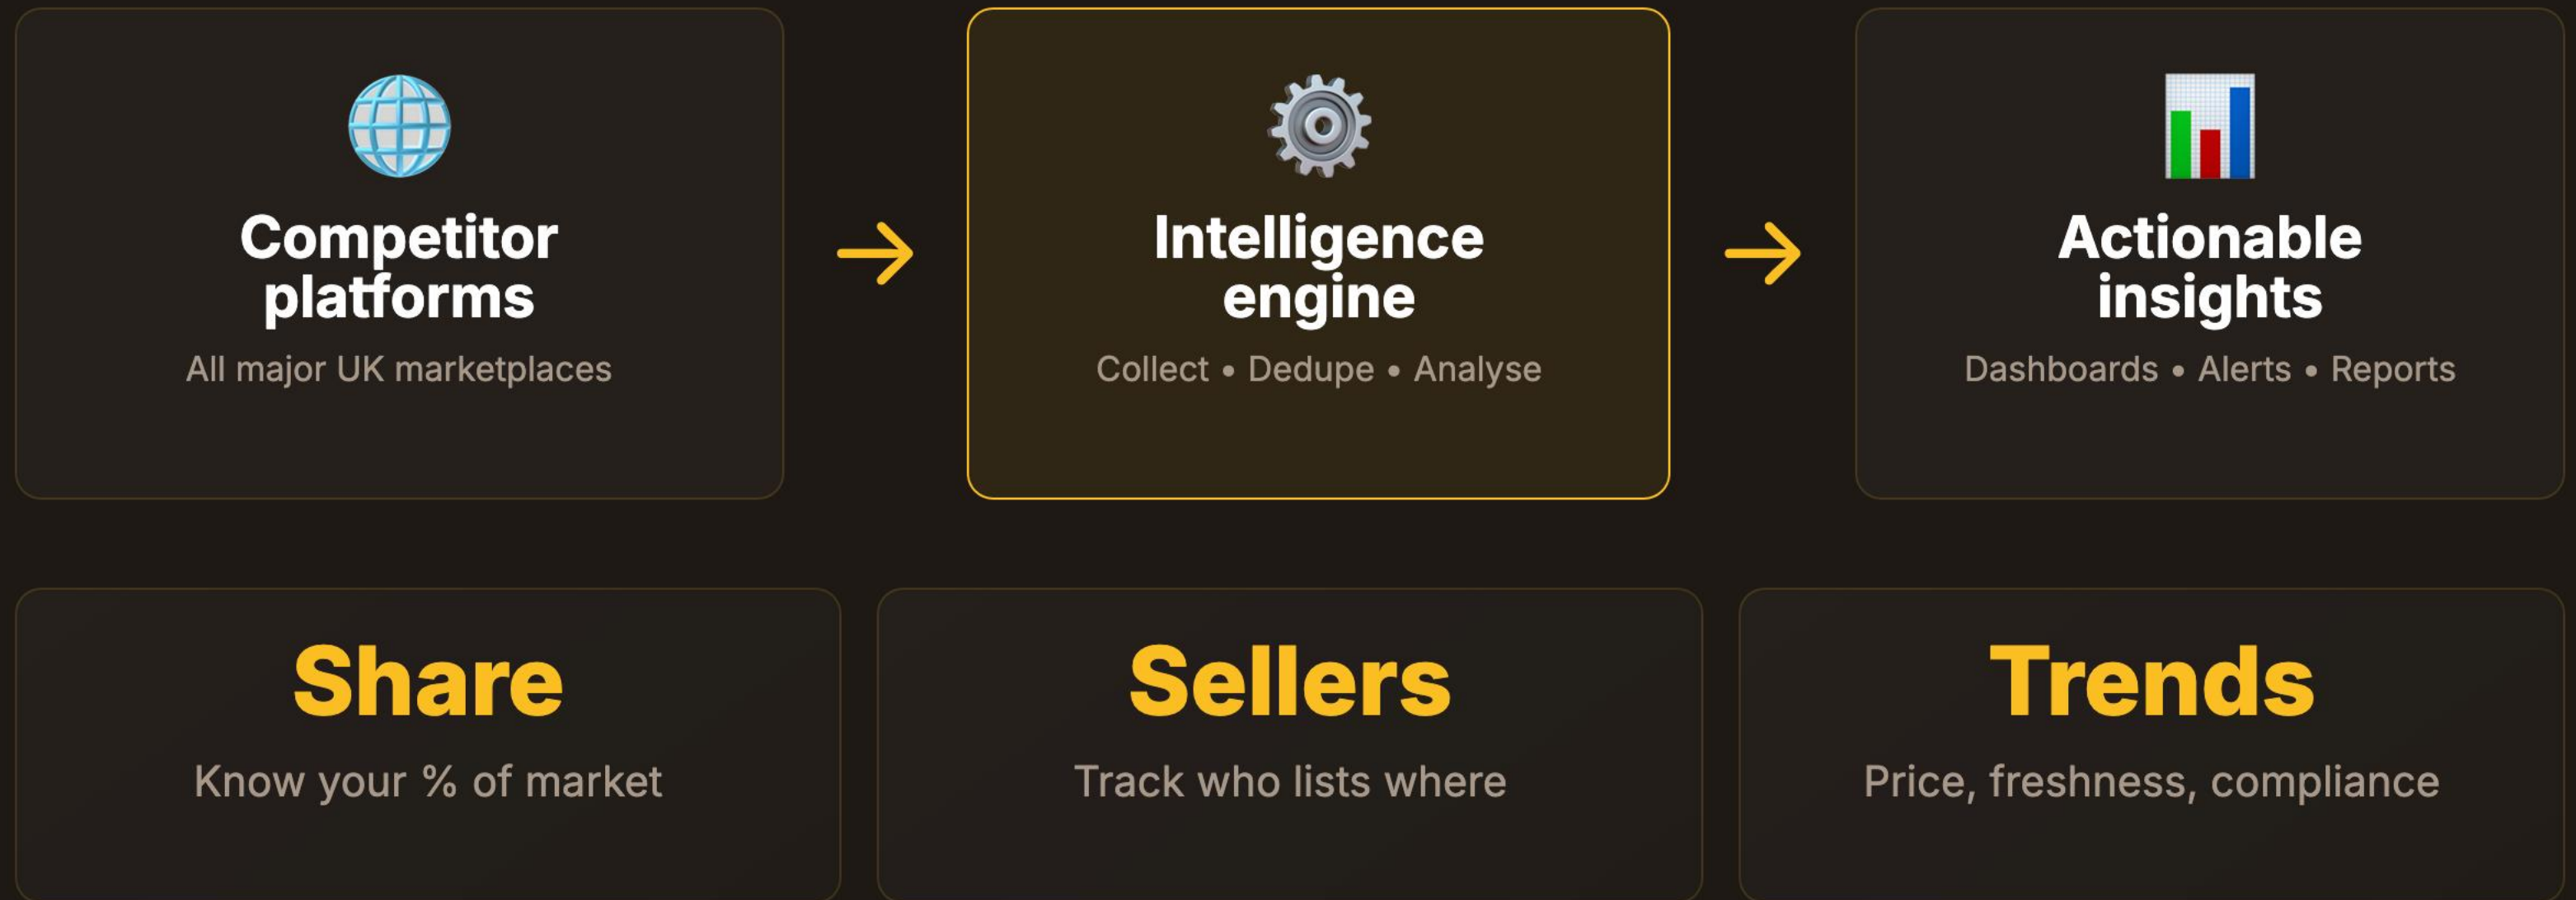 Competitor
platforms
All major UK marketplaces
Intelligence
engine
Collect • Dedupe • Analyse
Actionable
insights
Dashboards • Alerts • Reports
Share
Know your % of market
Sellers
Track who lists where
Trends
Price, freshness, compliance